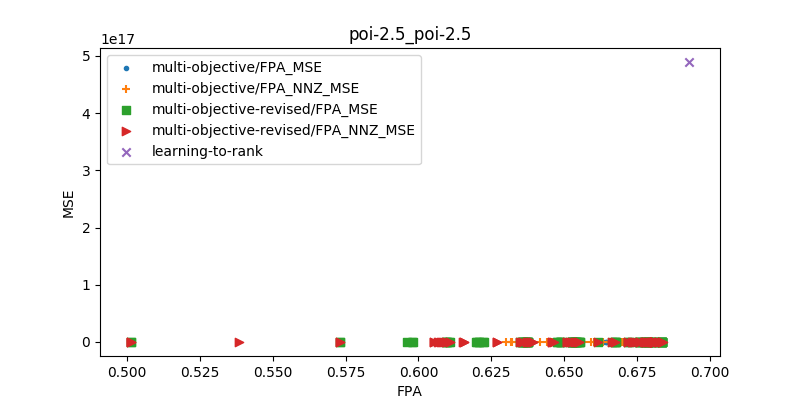 poi-2.5_poi-2.5
1e17
5
4
3
2
1
0
MSE
multi-objective/FPA_MSE
multi-objective/FPA_NNZ_MSE
multi-objective-revised/FPA_MSE
multi-objective-revised/FPA_NNZ_MSE
learning-to-rank
0.500 0.525 0.550 0.575 0.600 0.625 0.650 0.675 0.700
FPA